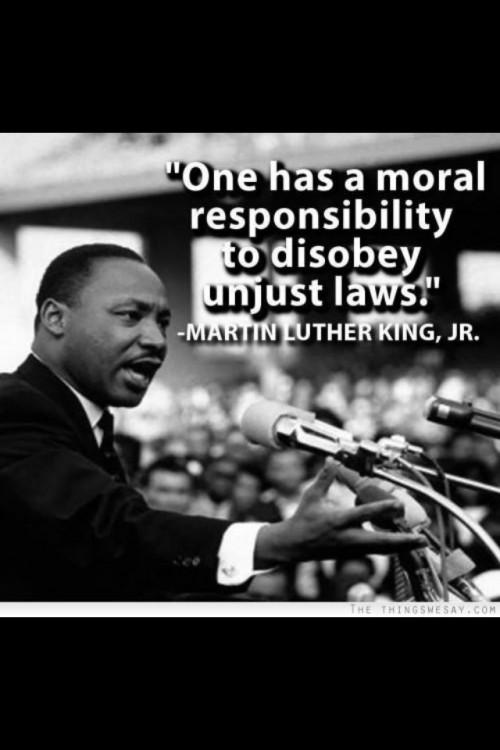 "One has a moral
responsibility
to disobey
unjust laws."
-MARTIN LUTHER KING, JR.
THE THINGSWESAY.COM